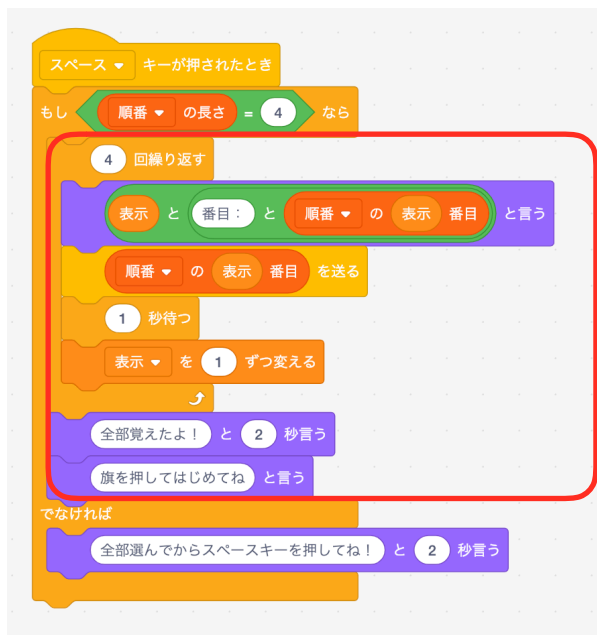 スペース キーが押されたとき
もし 順番 の長さ = 4 なら
4 回繰り返す
表示 と 番目： と 順番 の 表示 番目 と言う
順番 の 表示 番目 を送る
1 秒待つ
表示 を 1 ずつ変える
全部覚えたよ！ と 2 秒言う
旗を押してはじめてね と言う
でなければ
全部選んでからスペースキーを押してね！ と 2 秒言う